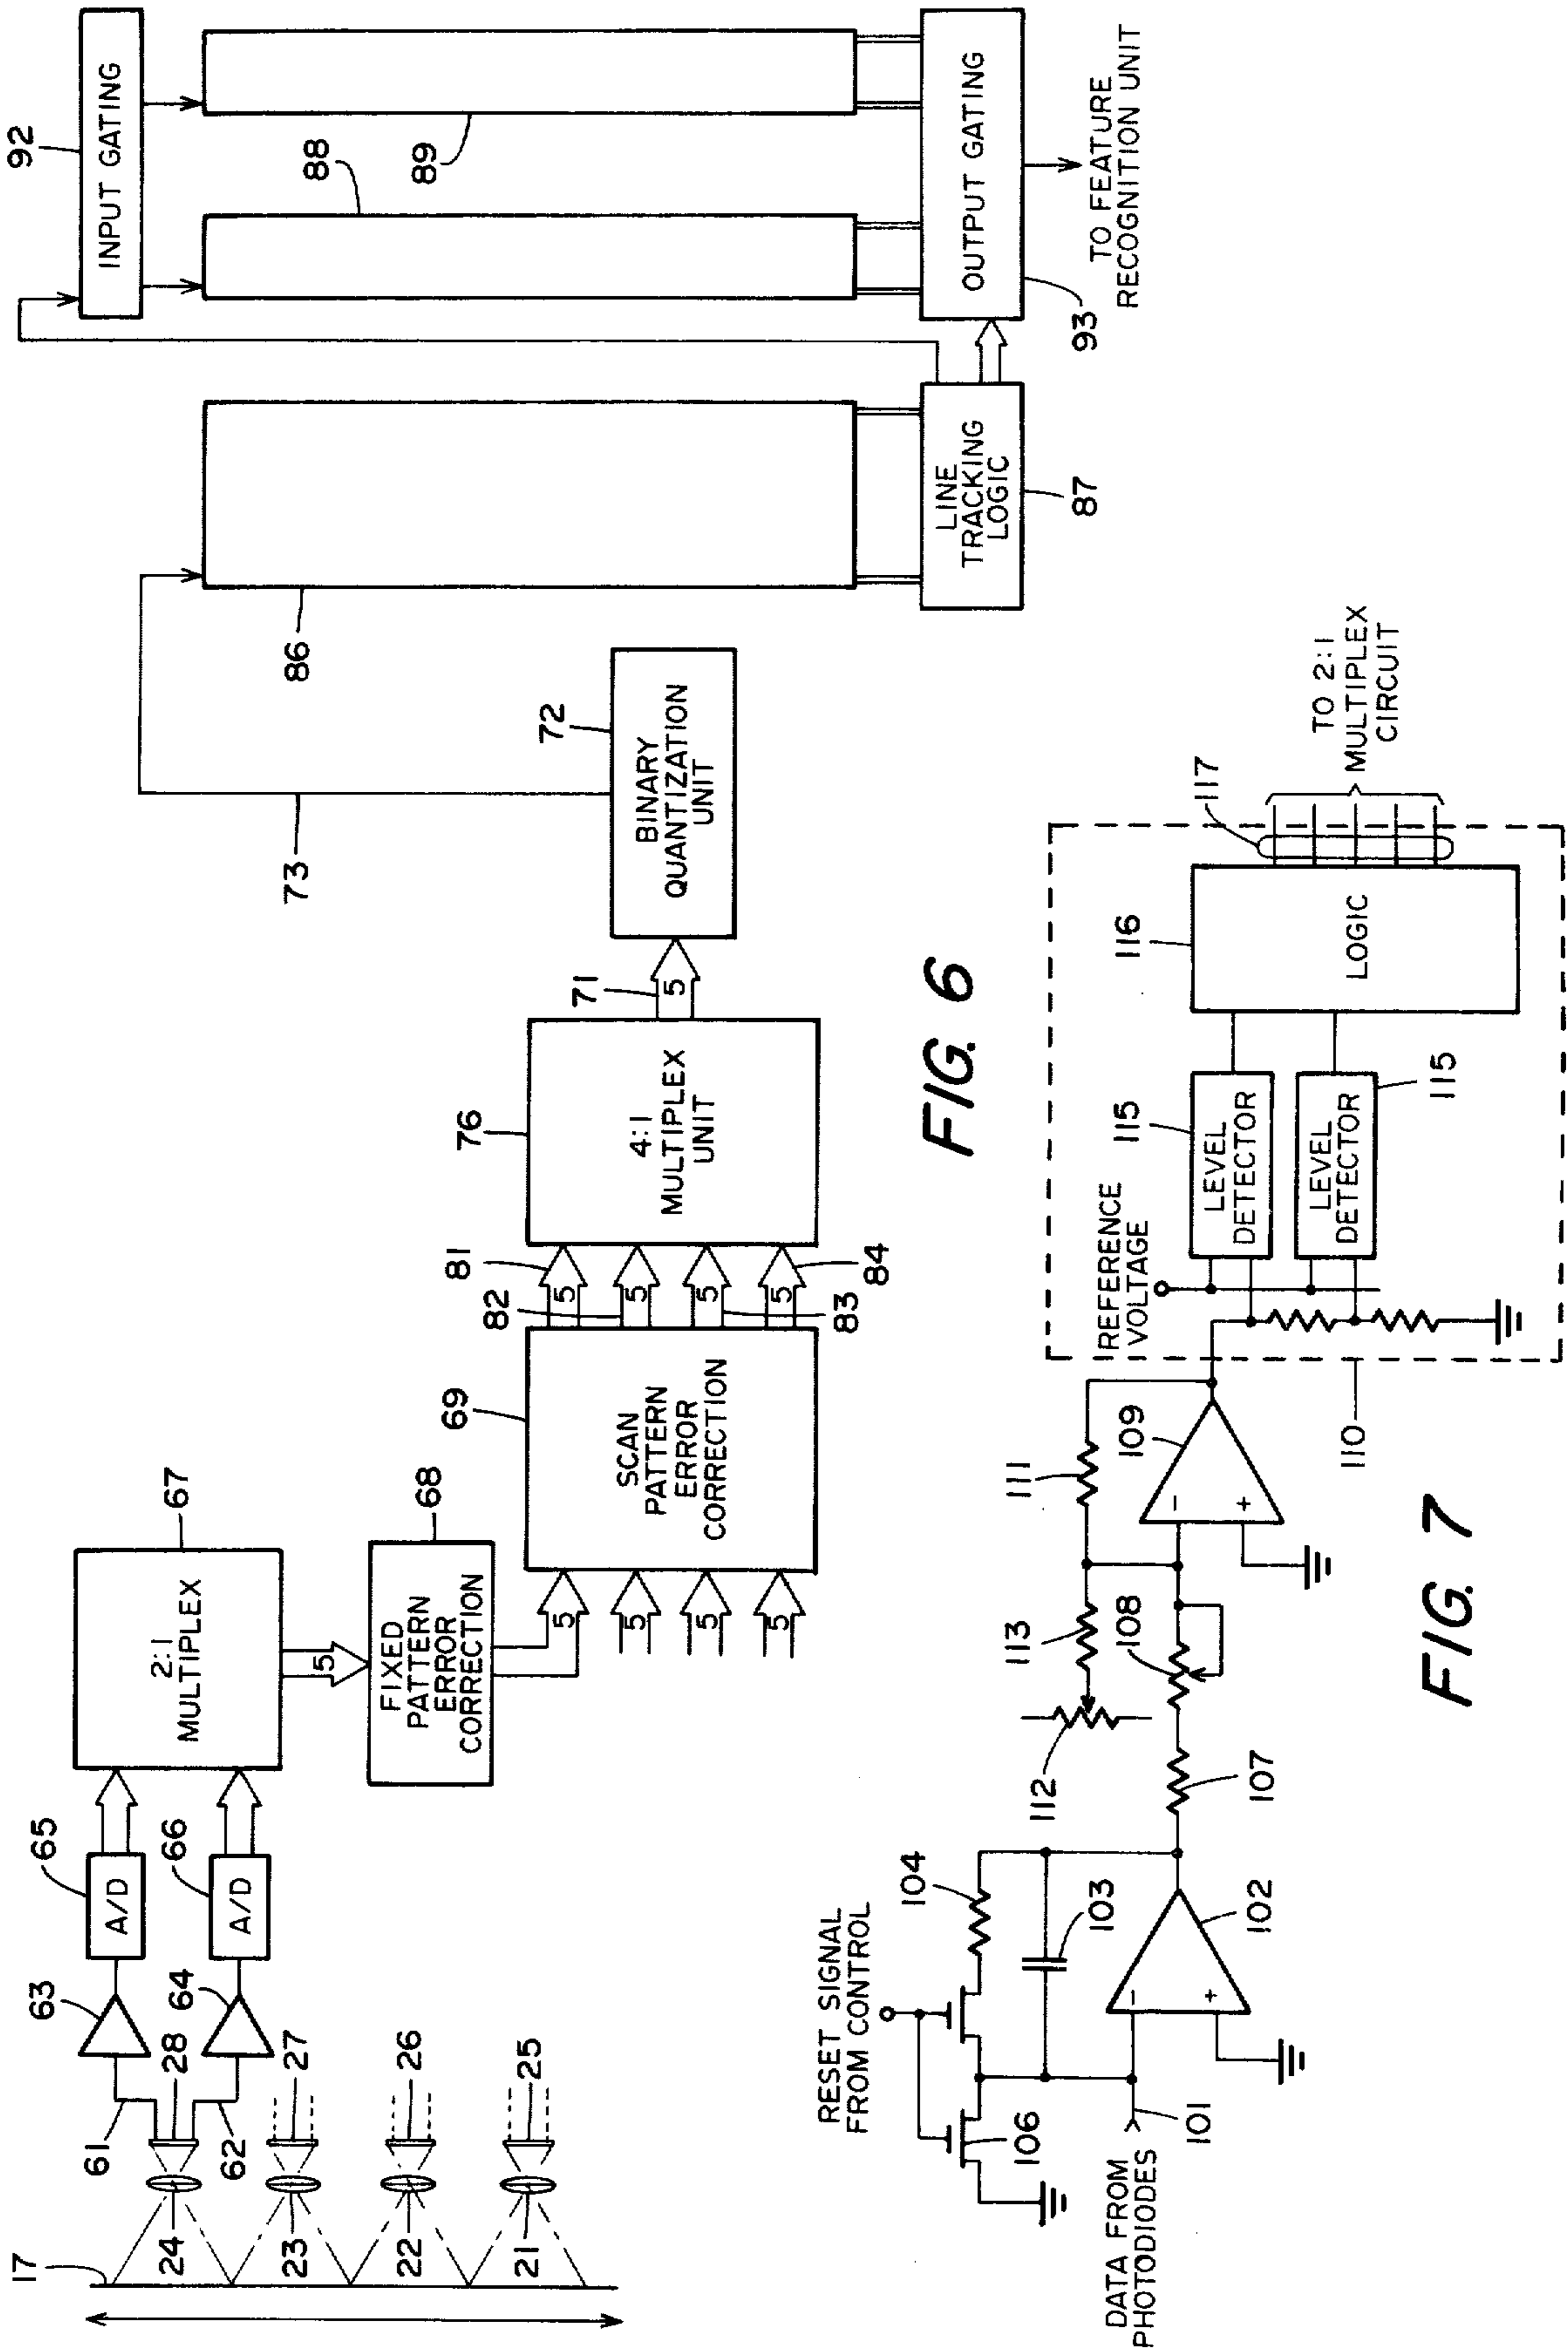 17
24
23
22
21
61
28
62
27
26
25
63
64
65
A/D
66
A/D
67
2:1
MULTIPLEX
5
68
FIXED
PATTERN
ERROR
CORRECTION
5
5
5
5
69
SCAN
PATTERN
ERROR
CORRECTION
81
5
82
5
5
83
5
84
76
4:1
MULTIPLEX
UNIT
71
5
72
BINARY
QUANTIZATION
UNIT
73
86
LINE
TRACKING
LOGIC
87
92
INPUT GATING
88
89
OUTPUT GATING
93
TO FEATURE
RECOGNITION UNIT
FIG. 6
DATA FROM
PHOTODIODES
101
RESET SIGNAL
FROM CONTROL
106
104
103
-
+
102
107
112
113
108
111
-
+
109
110
REFERENCE
VOLTAGE
115
LEVEL
DETECTOR
LEVEL
DETECTOR
115
116
LOGIC
117
TO 2:1
MULTIPLEX
CIRCUIT
FIG. 7